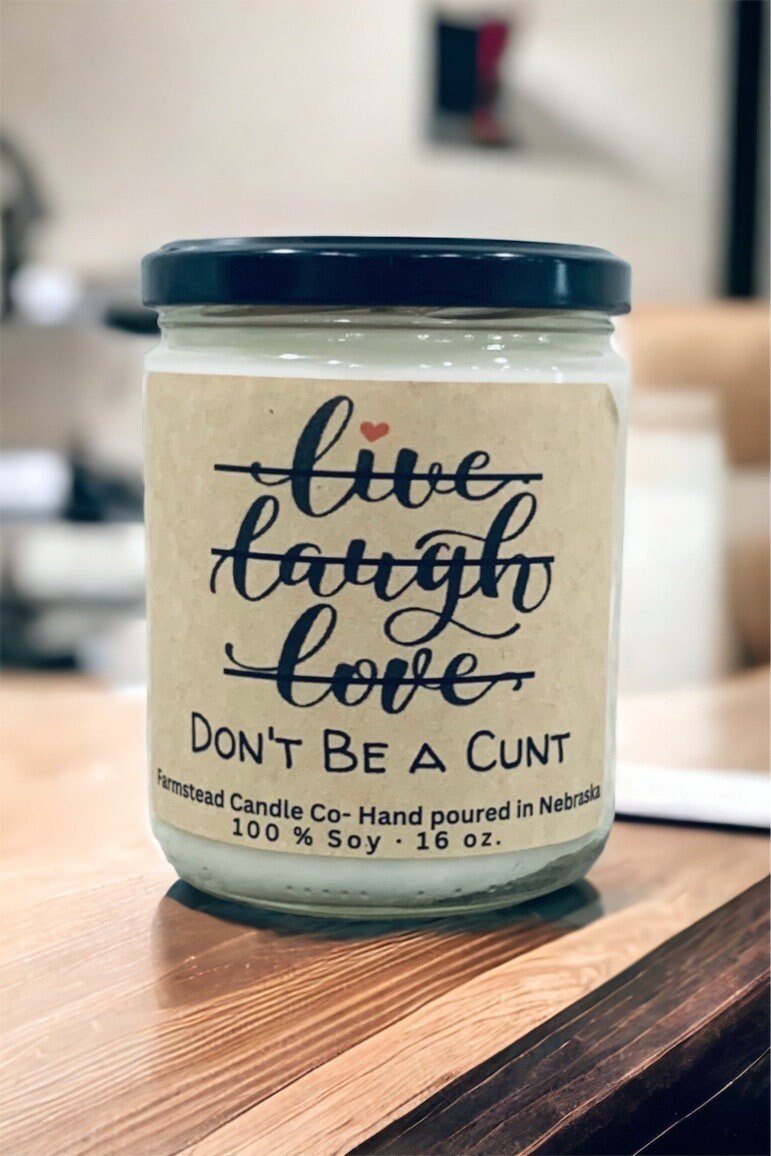 live
laugh
love
DON'T BE A CUNT
Farmstead Candle Co- Hand poured in Nebraska
100 % Soy · 16 oz.